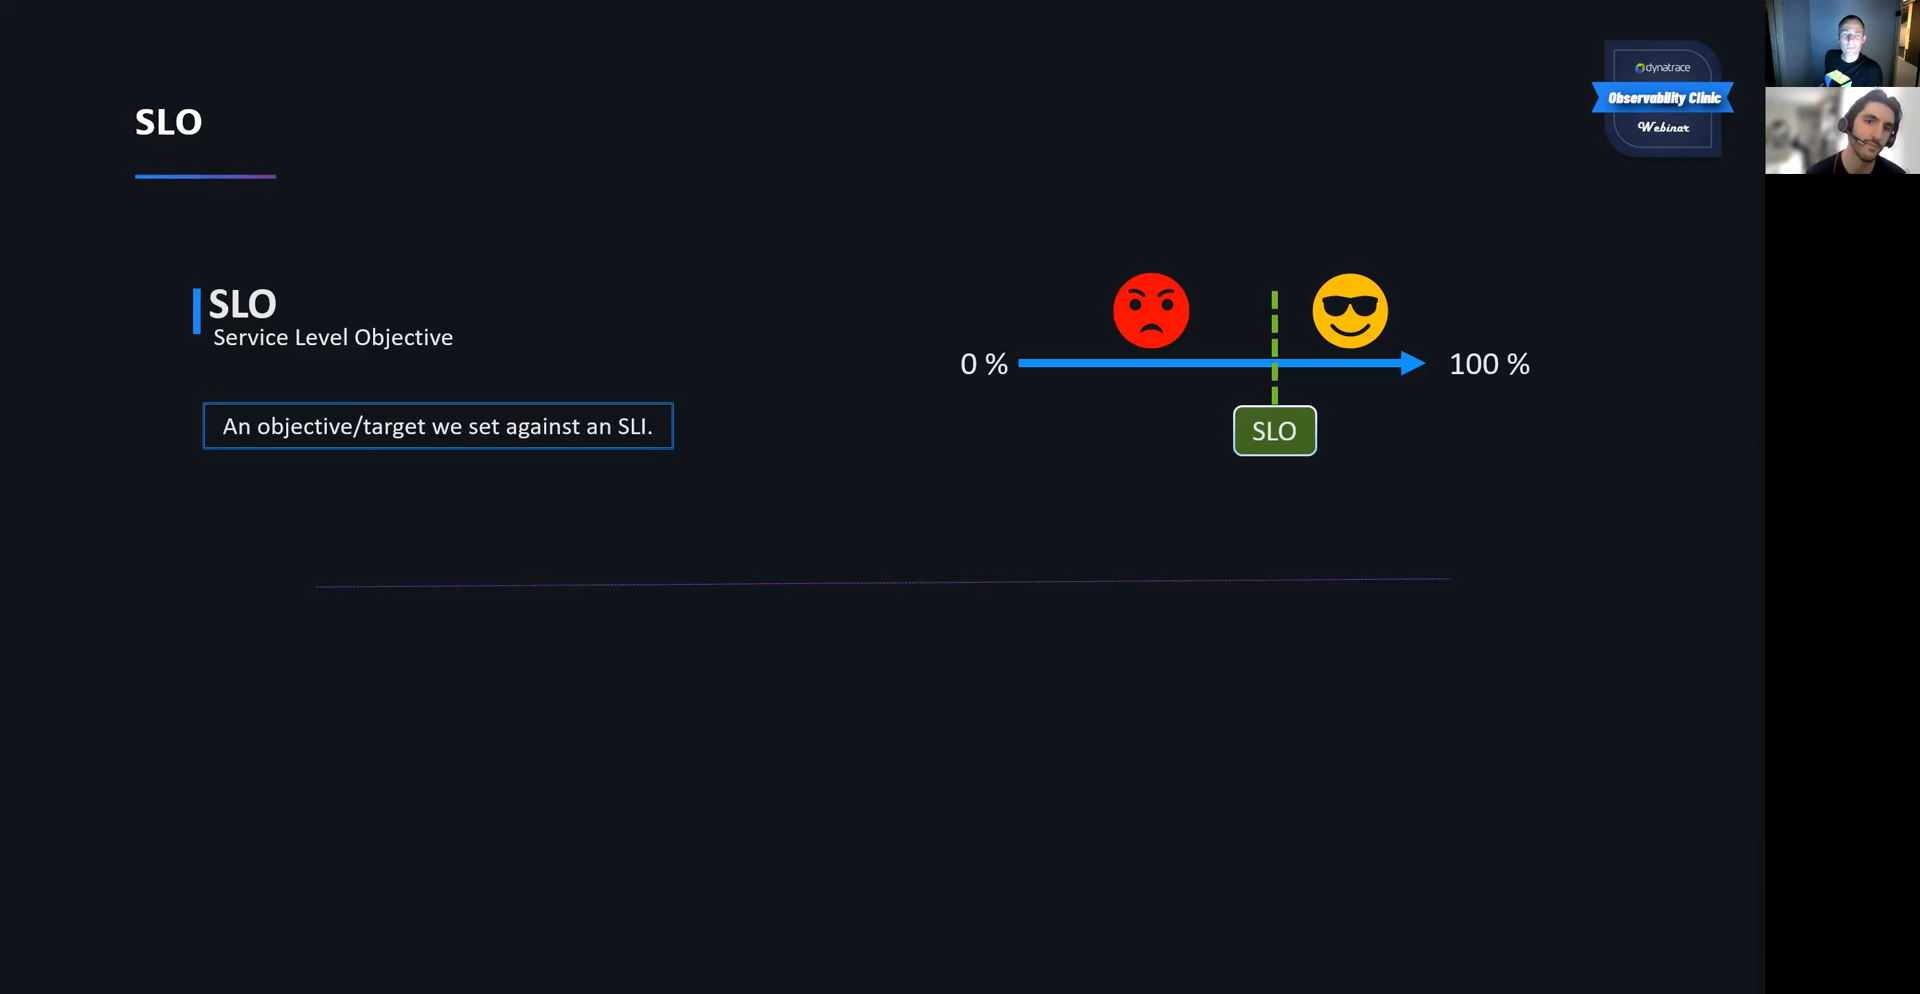 dynatrace
Observability Clinic
Webinar
SLO
SLO
Service Level Objective
An objective/target we set against an SLI.
0 %
100 %
SLO